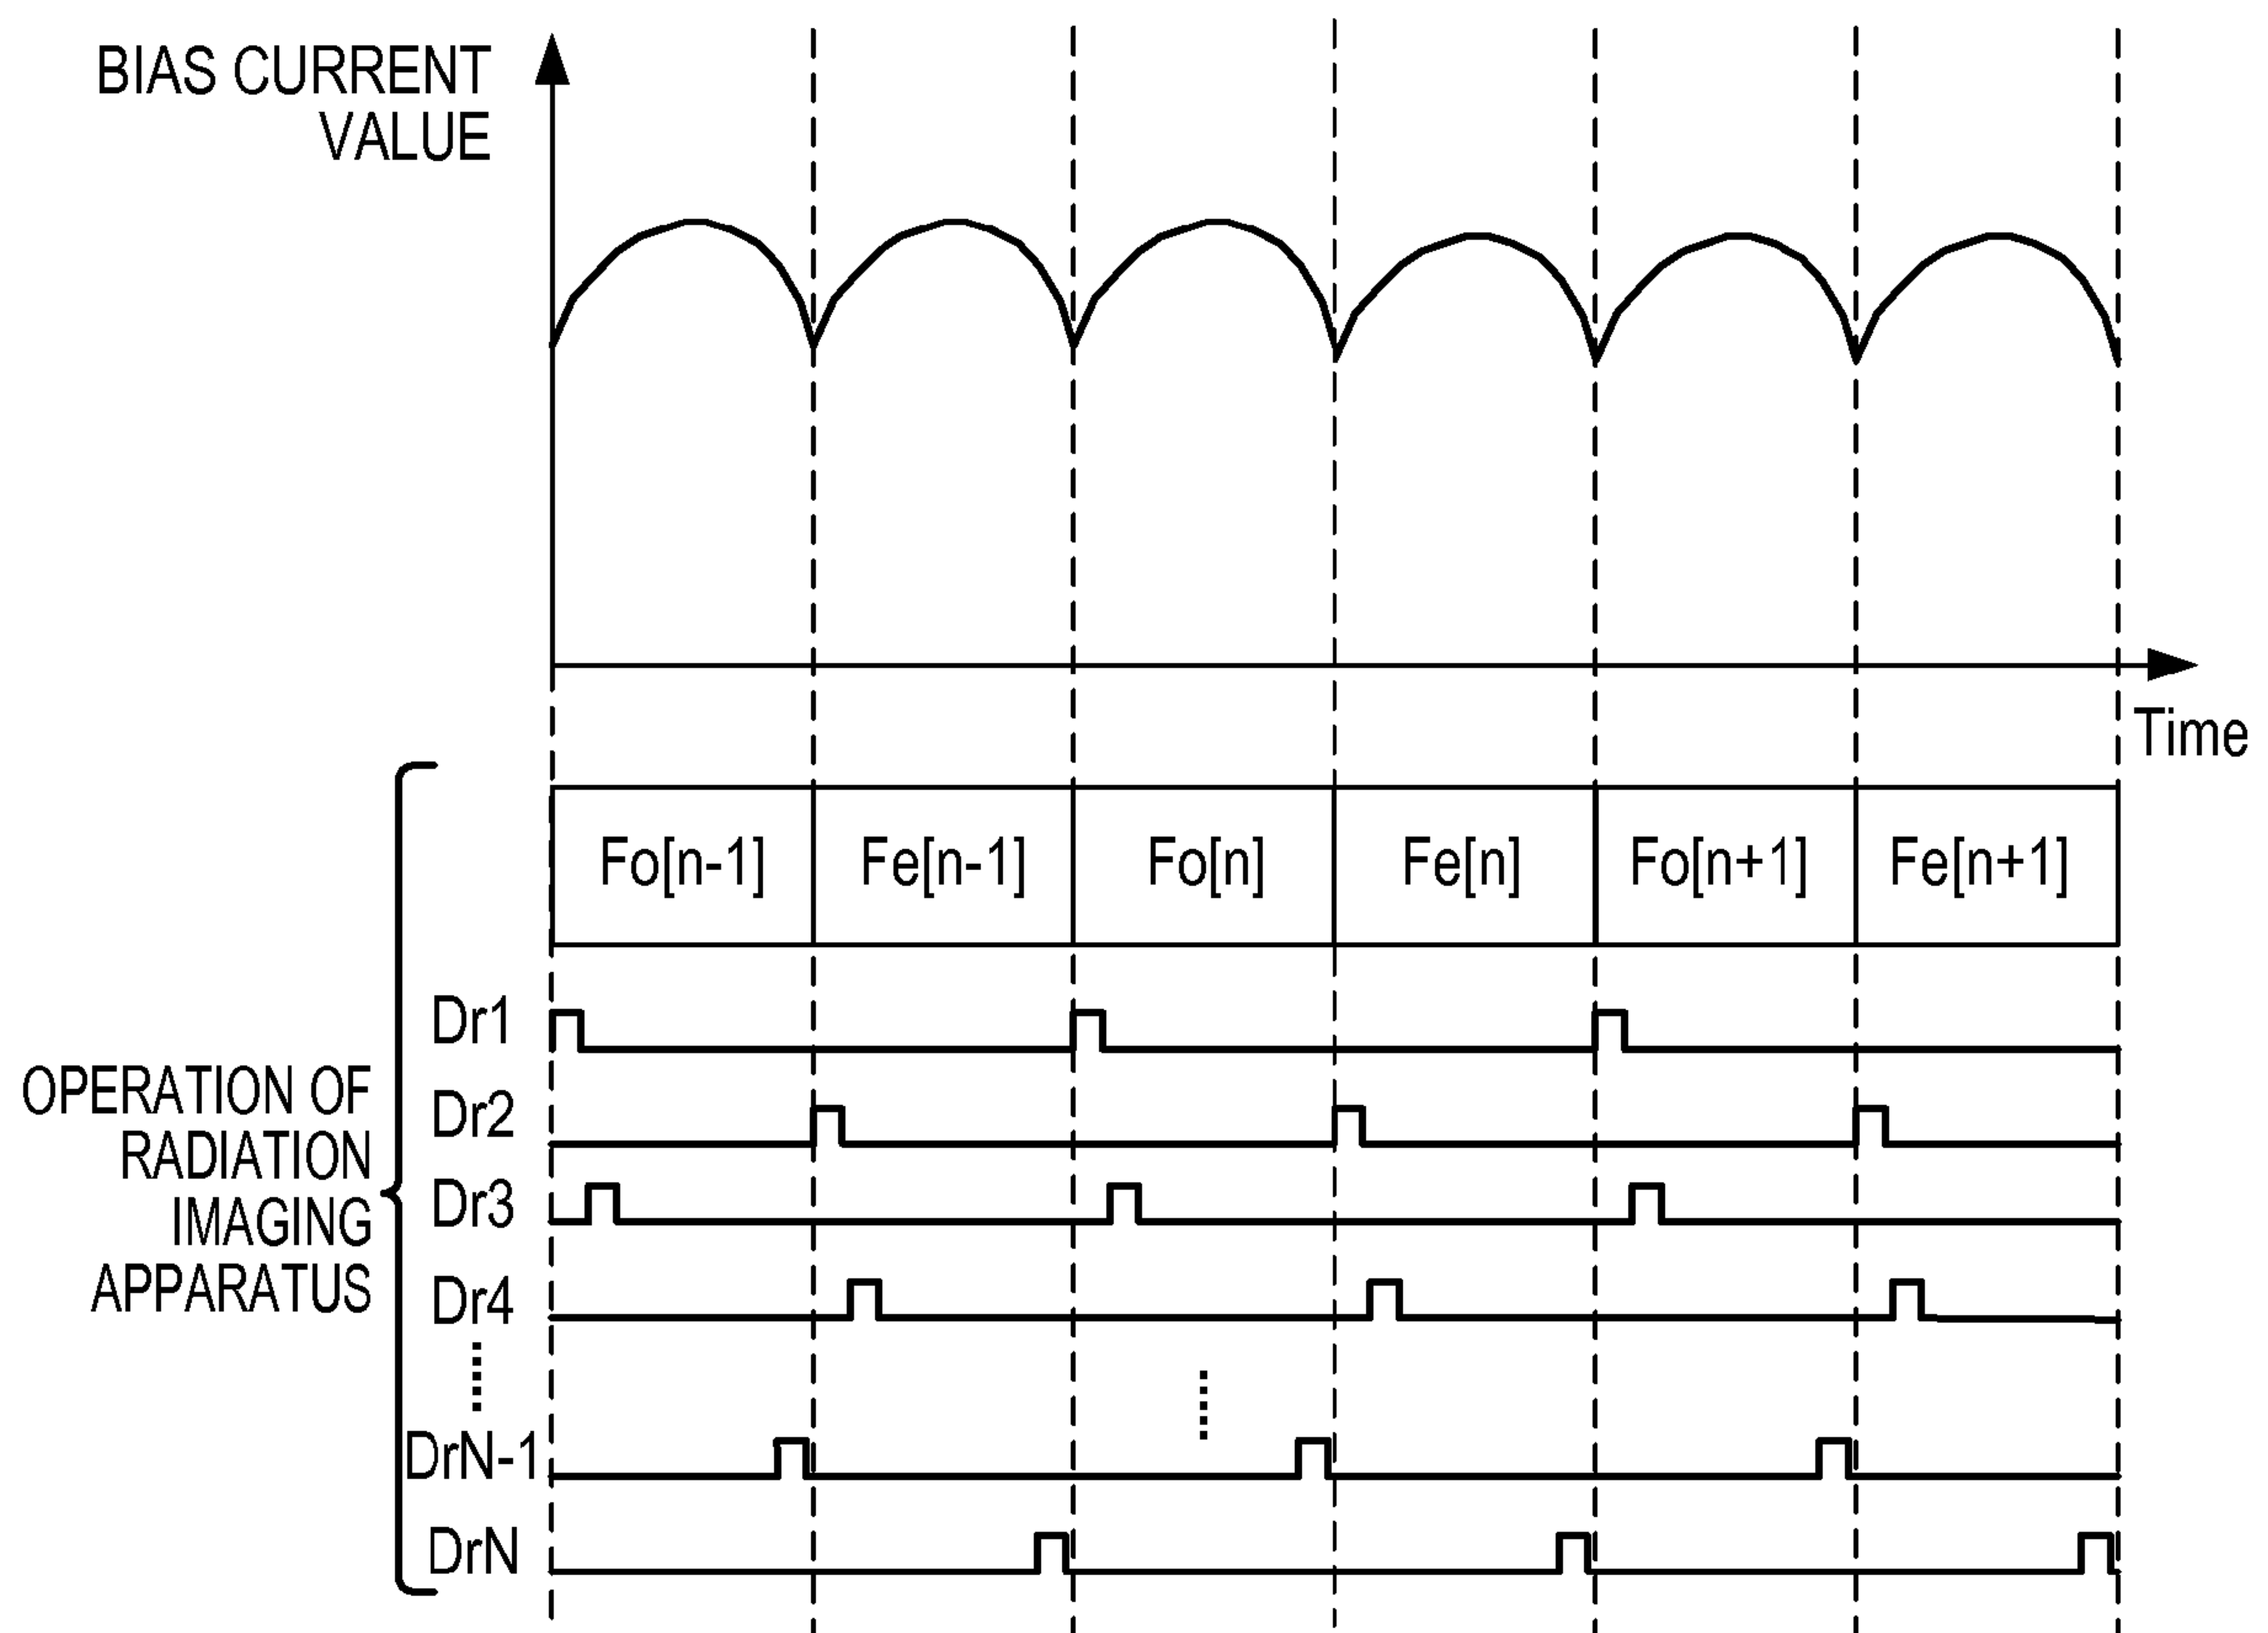 BIAS CURRENT
VALUE
Time
Fo[n-1] Fe[n-1] Fo[n] Fe[n] Fo[n+1] Fe[n+1]
OPERATION OF
RADIATION
IMAGING
APPARATUS
Dr1
Dr2
Dr3
Dr4
DrN-1
DrN